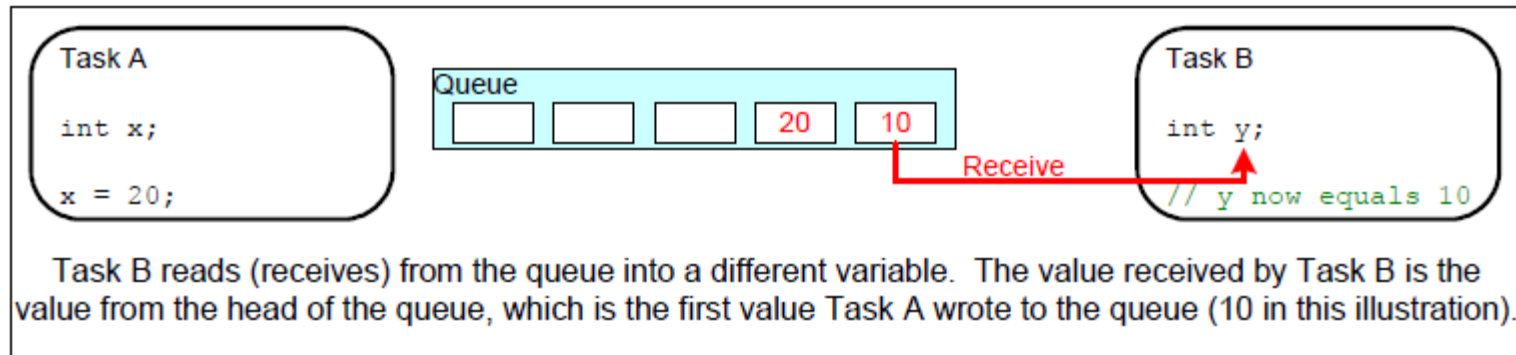 Task A
int x;
x = 20;
Queue
20 10
Receive
Task B
int y;
// y now equals 10
Task B reads (receives) from the queue into a different variable.  The value received by Task B is the
value from the head of the queue, which is the first value Task A wrote to the queue (10 in this illustration).